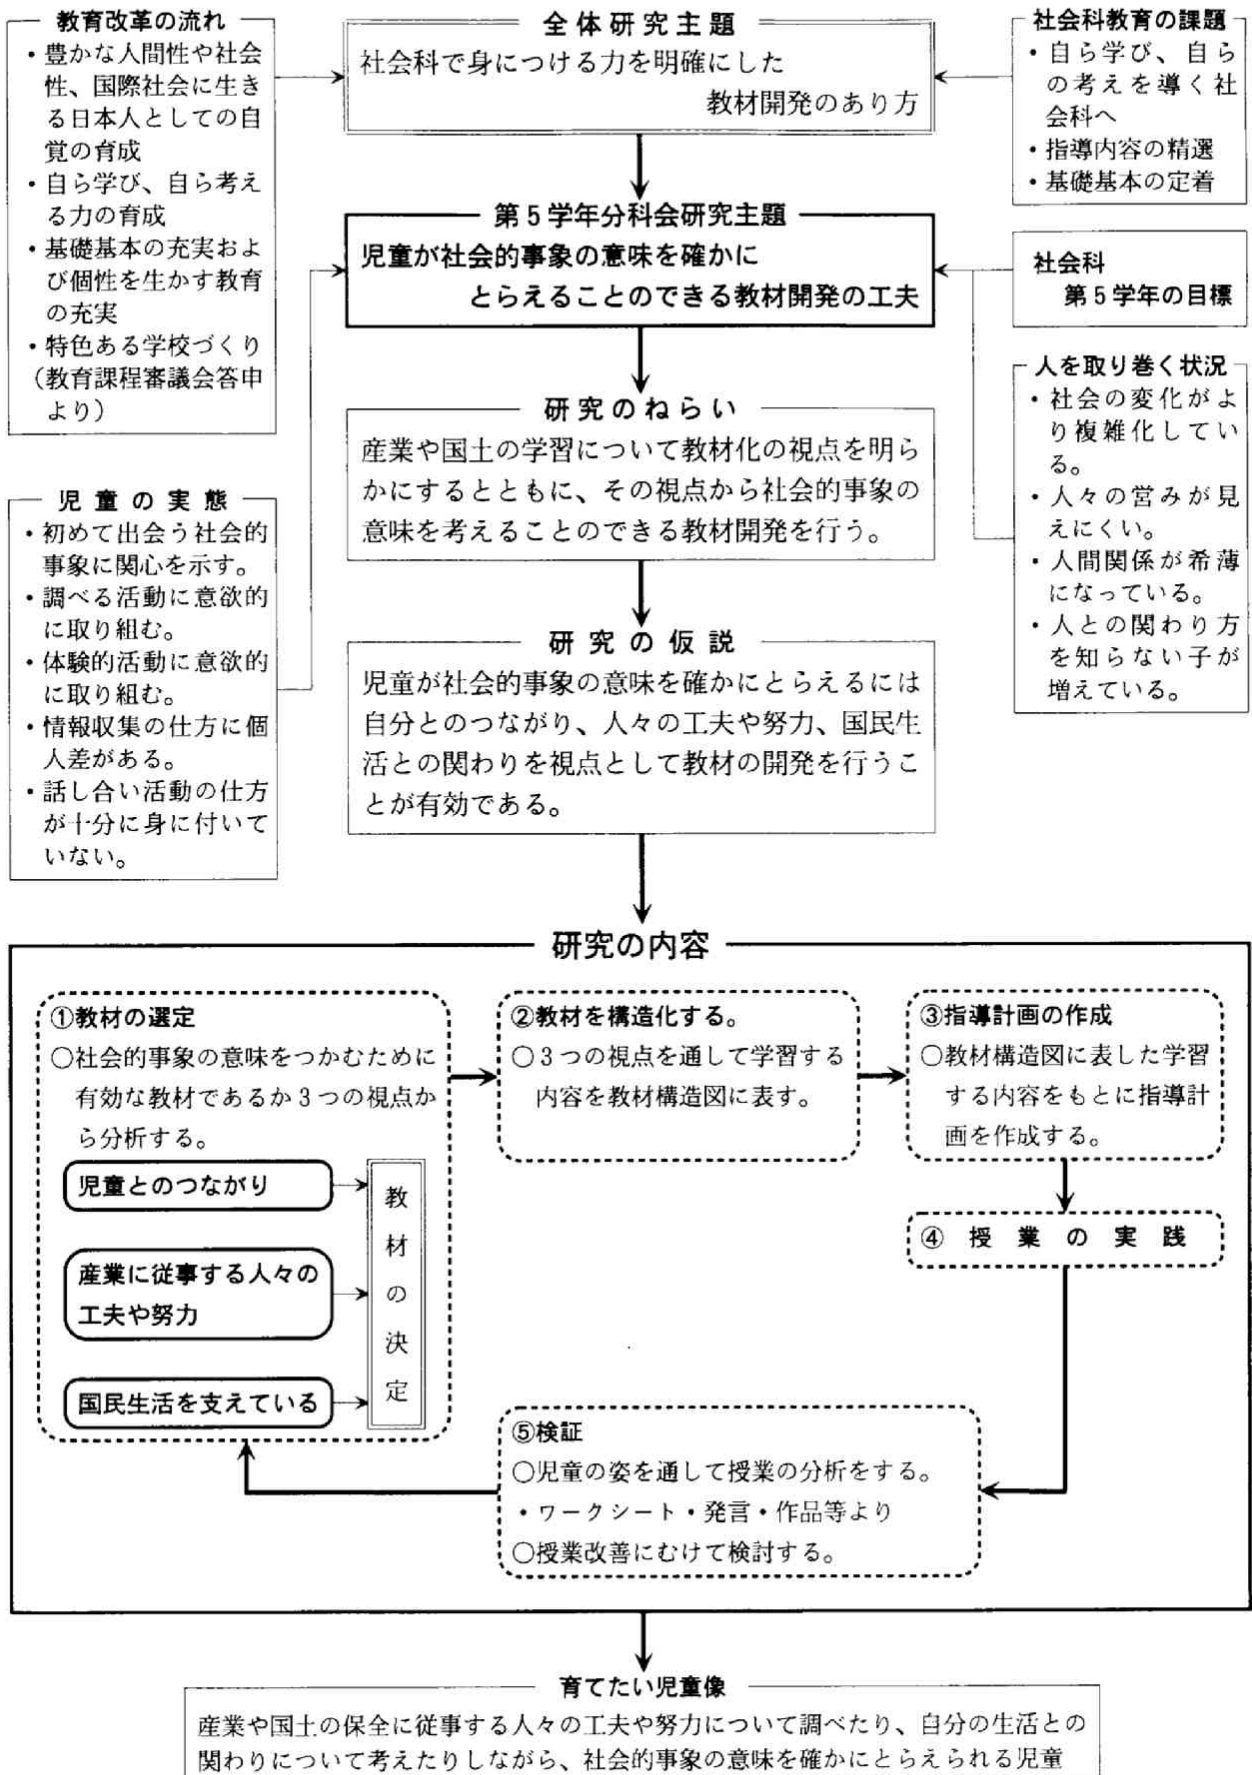 教育改革の流れ
・豊かな人間性や社会
性、国際社会に生き
る日本人としての自
覚の育成
・自ら学び、自ら考え
る力の育成
・基礎基本の充実およ
び個性を生かす教育
の充実
・特色ある学校づくり
（教育課程審議会答申
より）
児童の実態
・初めて出会う社会的
事象に関心を示す。
・調べる活動に意欲的
に取り組む。
・体験的活動に意欲的
に取り組む。
・情報収集の仕方に個
人差がある。
・話し合い活動の仕方
が十分に身に付いて
いない。
全体研究主題
社会科で身につける力を明確にした
教材開発のあり方
第5学年分科会研究主題
児童が社会的事象の意味を確かに
とらえることのできる教材開発の工夫
研究のねらい
産業や国土の学習について教材化の視点を明ら
かにするとともに、その視点から社会的事象の
意味を考えることのできる教材開発を行う。
研究の仮説
児童が社会的事象の意味を確かにとらえるには
自分とのつながり、人々の工夫や努力、国民生
活との関わりを視点として教材の開発を行うこ
とが有効である。
社会科教育の課題
・自ら学び、自ら
の考えを導く社
会科へ
・指導内容の精選
・基礎基本の定着
社会科
第5学年の目標
人を取り巻く状況
・社会の変化がよ
り複雑化してい
る。
・人々の営みが見
えにくい。
・人間関係が希薄
になっている。
・人との関わり方
を知らない子が
増えている。
研究の内容
①教材の選定
○社会的事象の意味をつかむために
有効な教材であるか3つの視点か
ら分析する。
児童とのつながり
産業に従事する人々の
工夫や努力
国民生活を支えている
教材の決定
②教材を構造化する。
○3つの視点を通して学習する
内容を教材構造図に表す。
③指導計画の作成
○教材構造図に表した学習
する内容をもとに指導計
画を作成する。
④授業の実践
⑤検証
○児童の姿を通して授業の分析をする。
・ワークシート・発言・作品等より
○授業改善にむけて検討する。
育てたい児童像
産業や国土の保全に従事する人々の工夫や努力について調べたり、自分の生活との
関わりについて考えたりしながら、社会的事象の意味を確かにとらえられる児童